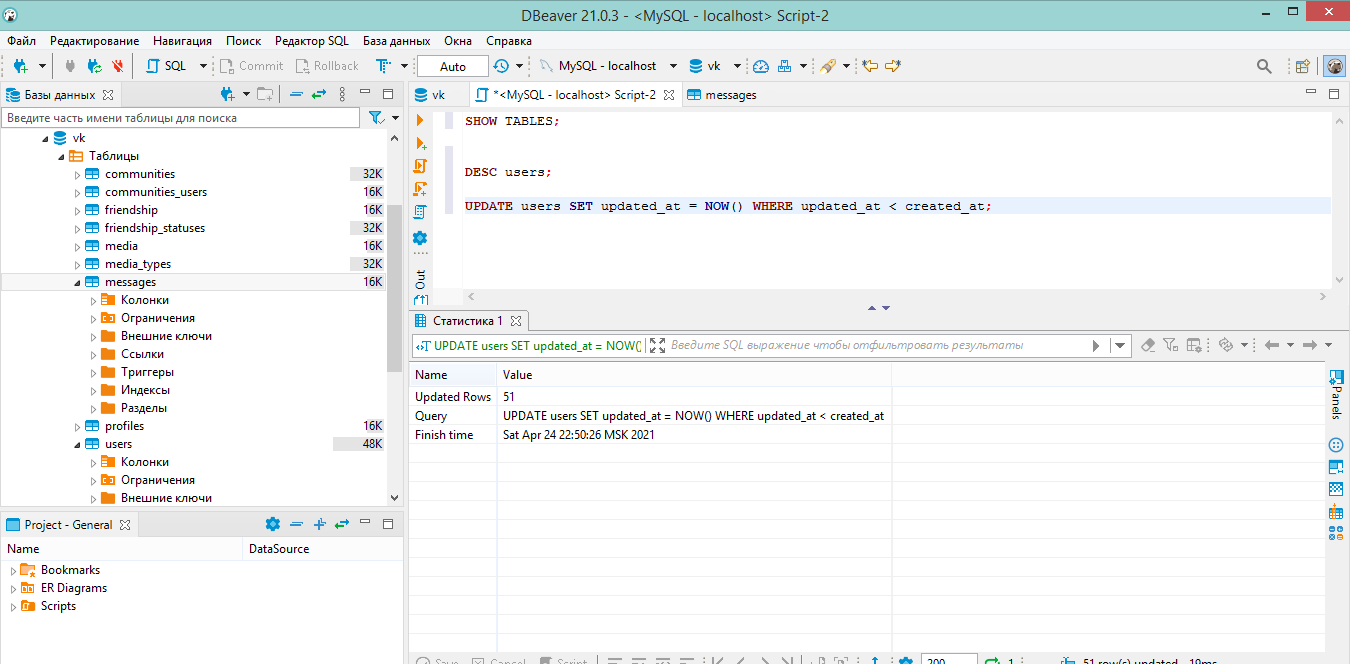 DBeaver 21.0.3 - <MySQL - localhost> Script-2
Файл Редактирование Навигация Поиск Редактор SQL База данных Окна Справка
SQL Commit Rollback Auto MySQL - localhost vk
Базы данных
Введите часть имени таблицы для поиска
vk
Таблицы
communities 32K
communities_users 16K
friendship 16K
friendship_statuses 32K
media 16K
media_types 32K
messages 16K
Колонки
Ограничения
Внешние ключи
Ссылки
Триггеры
Индексы
Разделы
profiles 16K
users 48K
Колонки
Ограничения
Внешние ключи
Project - General
Name DataSource
Bookmarks
ER Diagrams
Scripts
vk *<MySQL - localhost> Script-2 messages
SHOW TABLES;
DESC users;
UPDATE users SET updated_at = NOW() WHERE updated_at < created_at;
Out
Статистика 1
UPDATE users SET updated_at = NOW() Введите SQL выражение чтобы отфильтровать результаты
Name Value
Updated Rows 51
Query UPDATE users SET updated_at = NOW() WHERE updated_at < created_at
Finish time Sat Apr 24 22:50:26 MSK 2021
Panels
Save Cancel Script 200 1 51 row(s) updated - 19ms